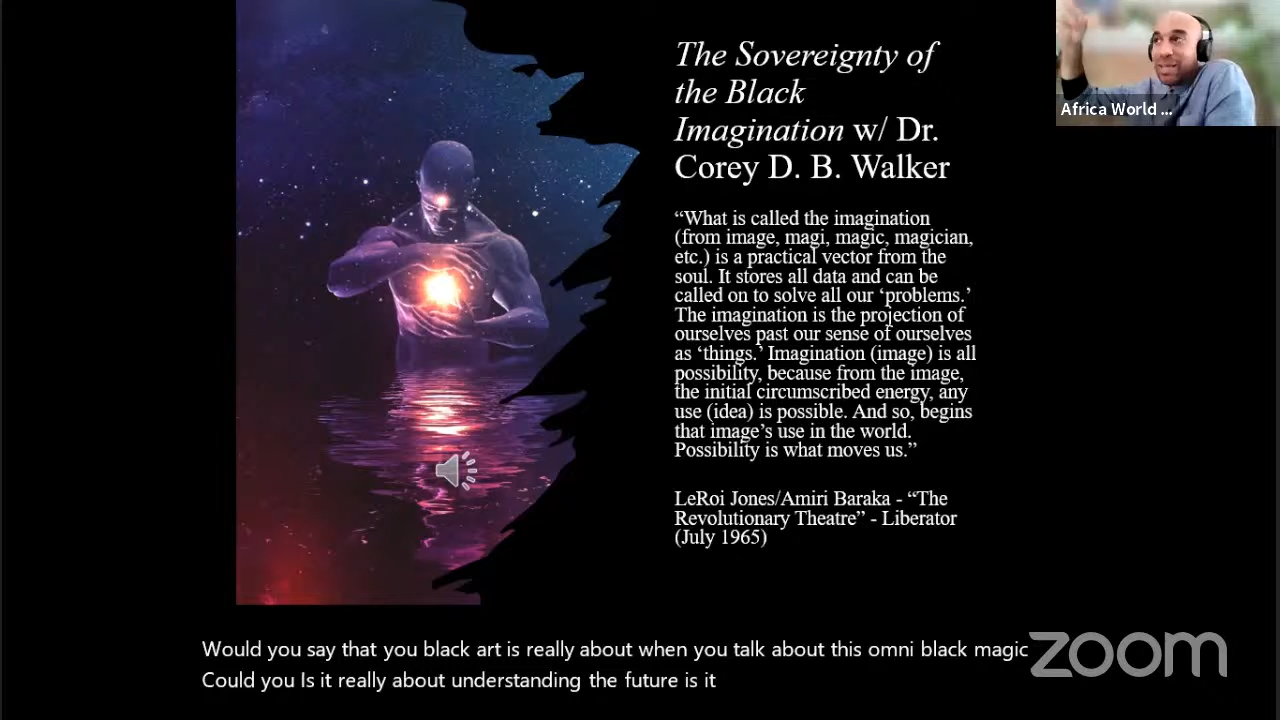 The Sovereignty of
the Black
Imagination w/ Dr.
Corey D. B. Walker
“What is called the imagination
(from image, magi, magic, magician,
etc.) is a practical vector from the
soul. It stores all data and can be
called on to solve all our ‘problems.’
The imagination is the projection of
ourselves past our sense of ourselves
as ‘things.’ Imagination (image) is all
possibility, because from the image,
the initial circumscribed energy, any
use (idea) is possible. And so, begins
that image’s use in the world.
Possibility is what moves us.”
LeRoi Jones/Amiri Baraka - “The
Revolutionary Theatre” - Liberator
(July 1965)
Africa World ...
Would you say that you black art is really about when you talk about this omni black magic
Could you Is it really about understanding the future is it
zoom